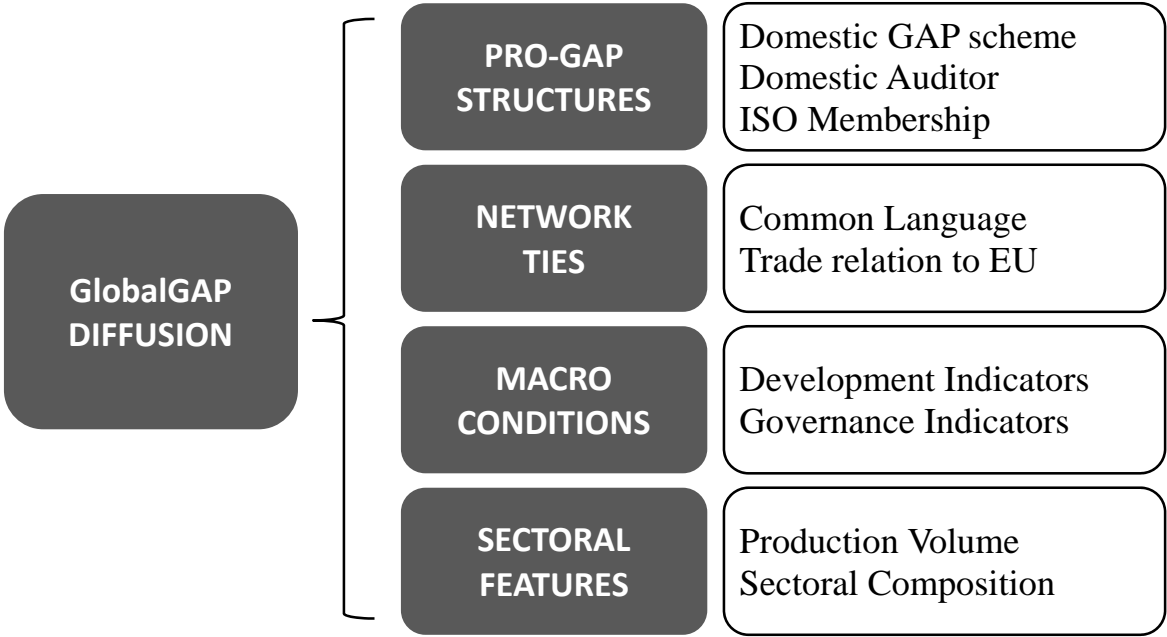 GlobalGAP
DIFFUSION
PRO-GAP
STRUCTURES
Domestic GAP scheme
Domestic Auditor
ISO Membership
NETWORK
TIES
Common Language
Trade relation to EU
MACRO
CONDITIONS
Development Indicators
Governance Indicators
SECTORAL
FEATURES
Production Volume
Sectoral Composition